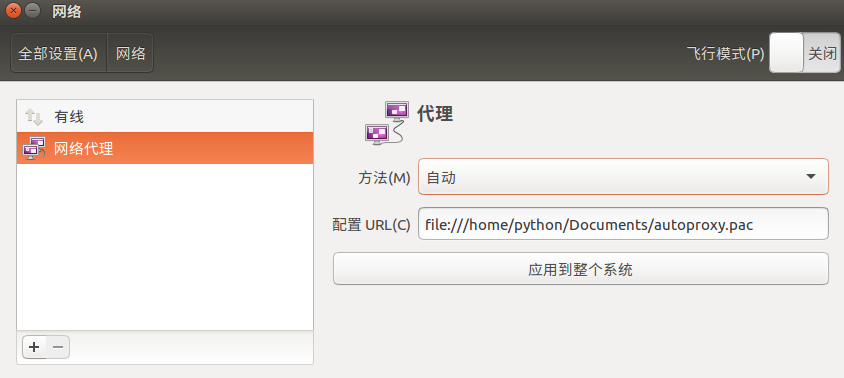 网络
全部设置(A) 网络 飞行模式(P) 关闭
有线
网络代理
代理
方法(M) 自动
配置 URL(C) file:///home/python/Documents/autoproxy.pac
应用到整个系统